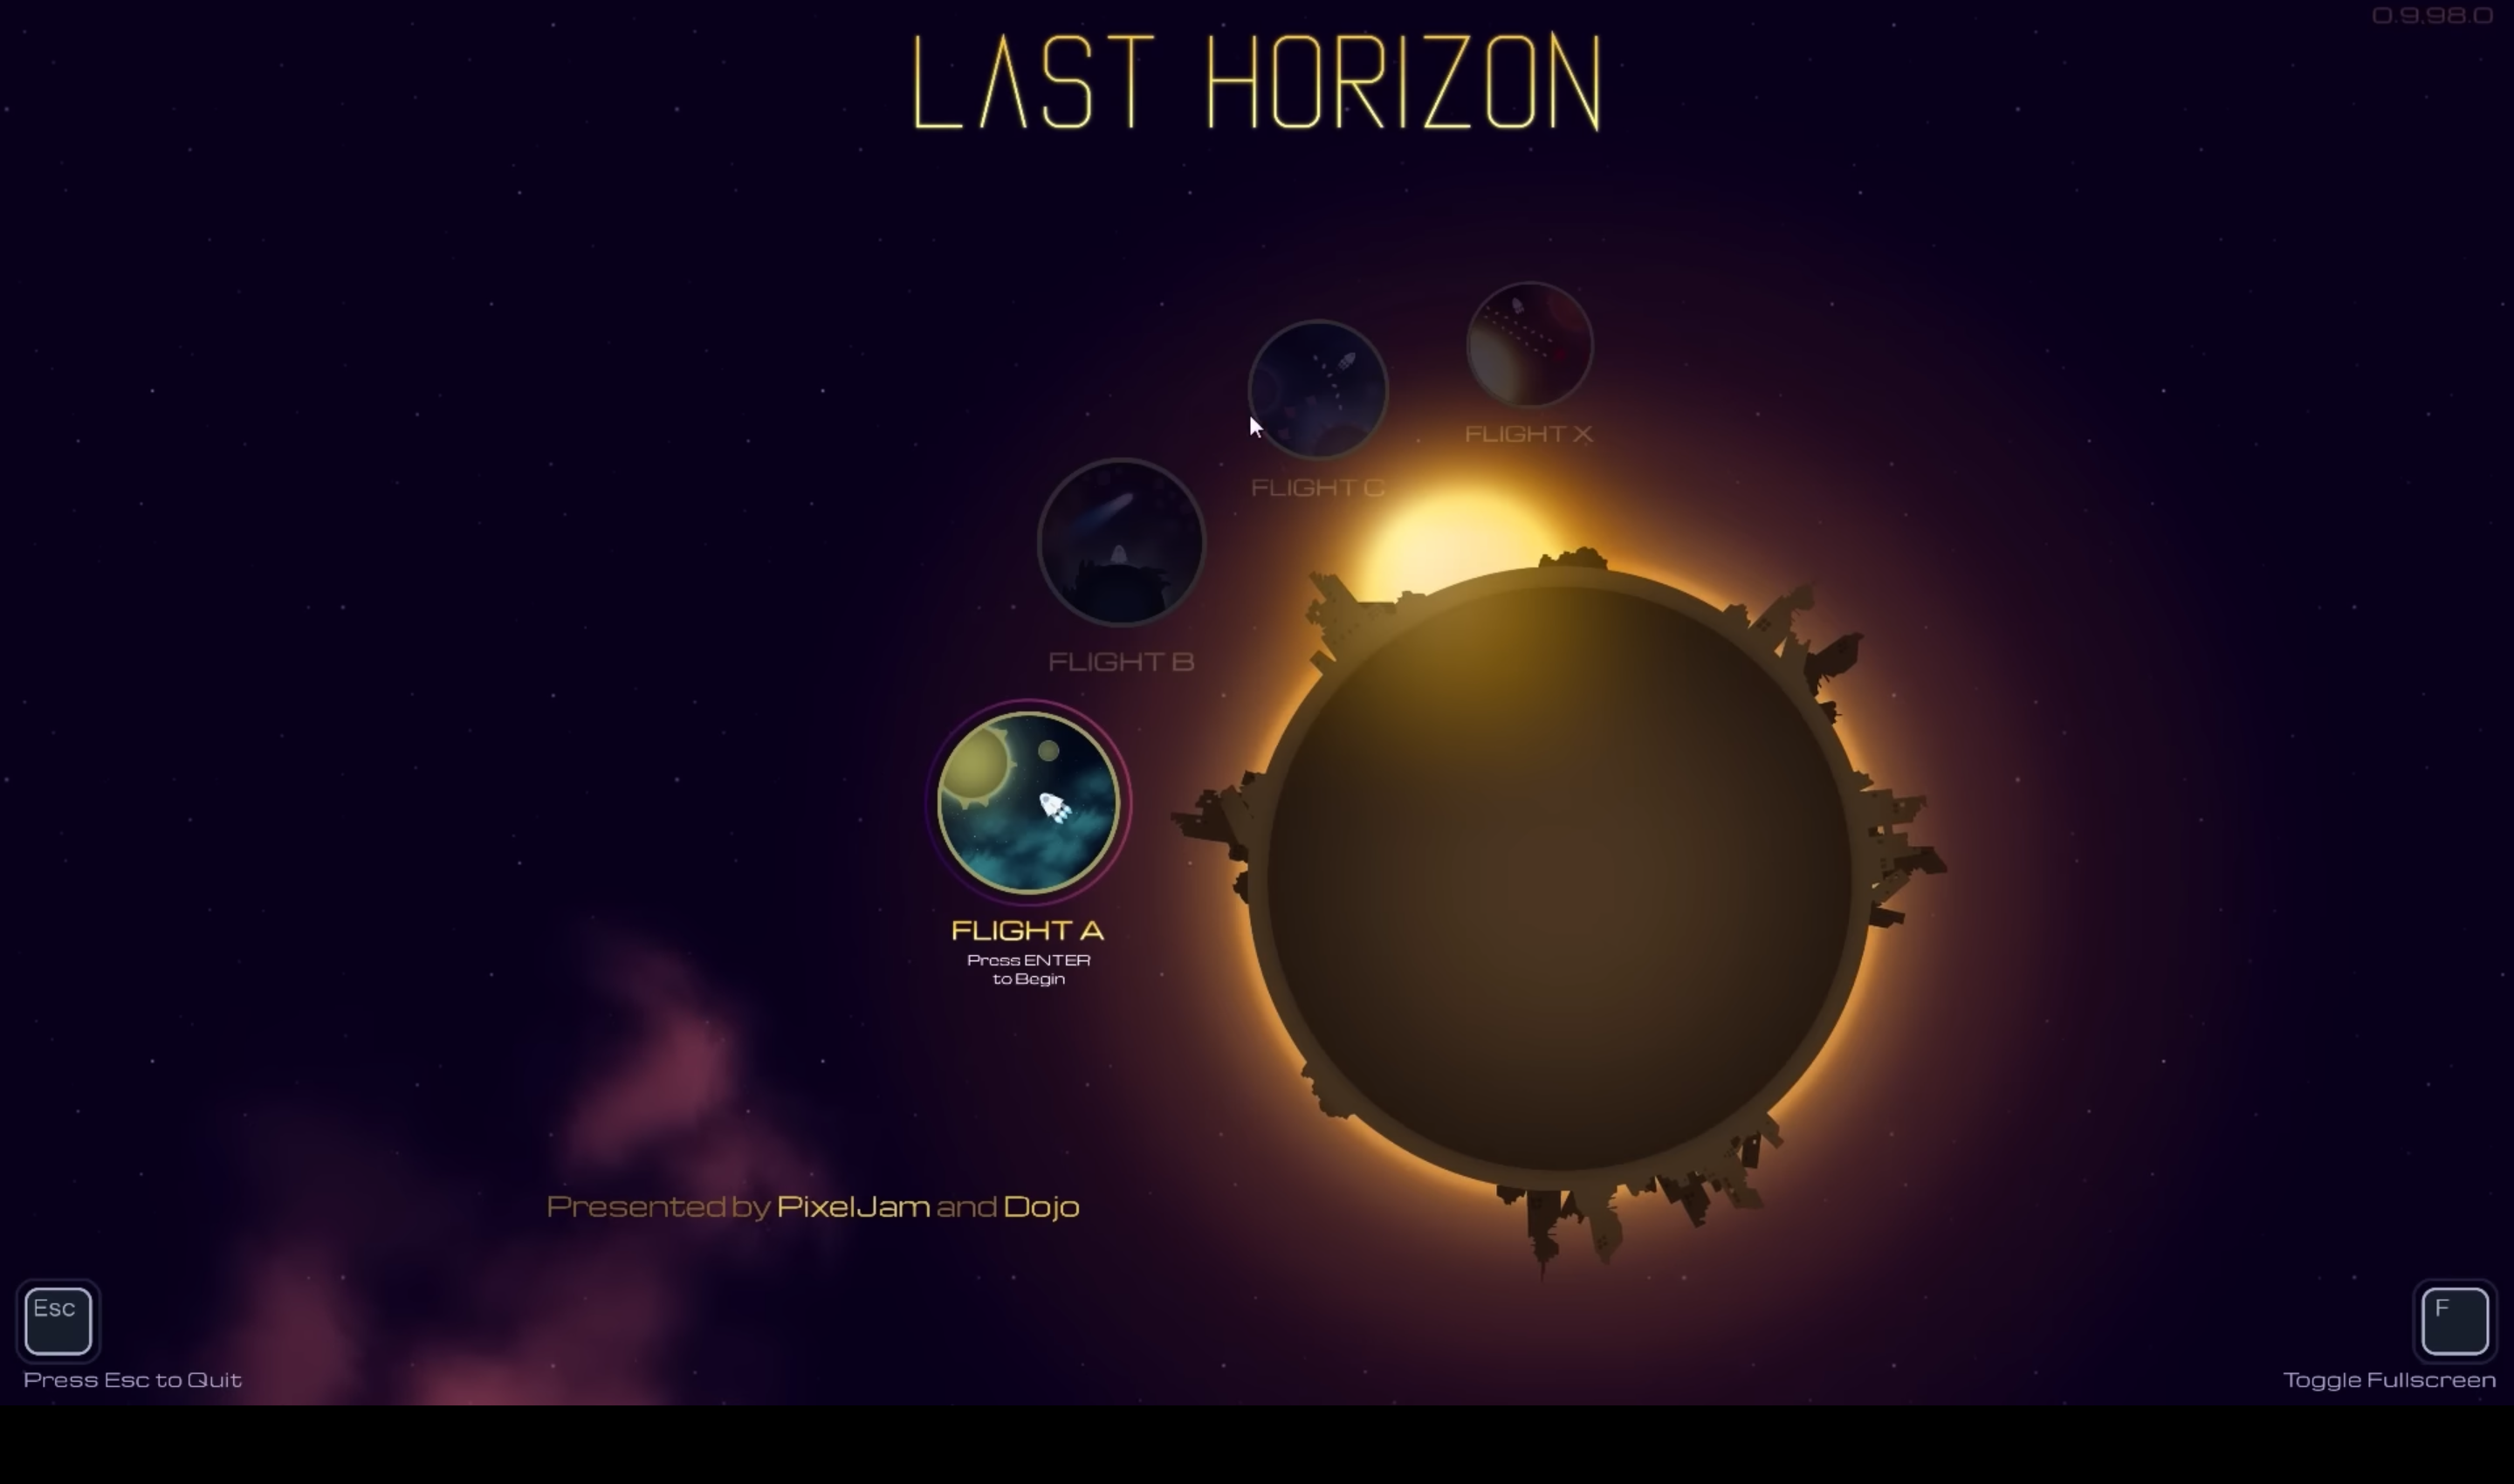 0.9.98.0
LAST HORIZON
FLIGHT X
FLIGHT C
FLIGHT B
FLIGHT A
Press ENTER
to Begin
Presented by PixelJam and Dojo
Esc
Press Esc to Quit
F
Toggle Fullscreen